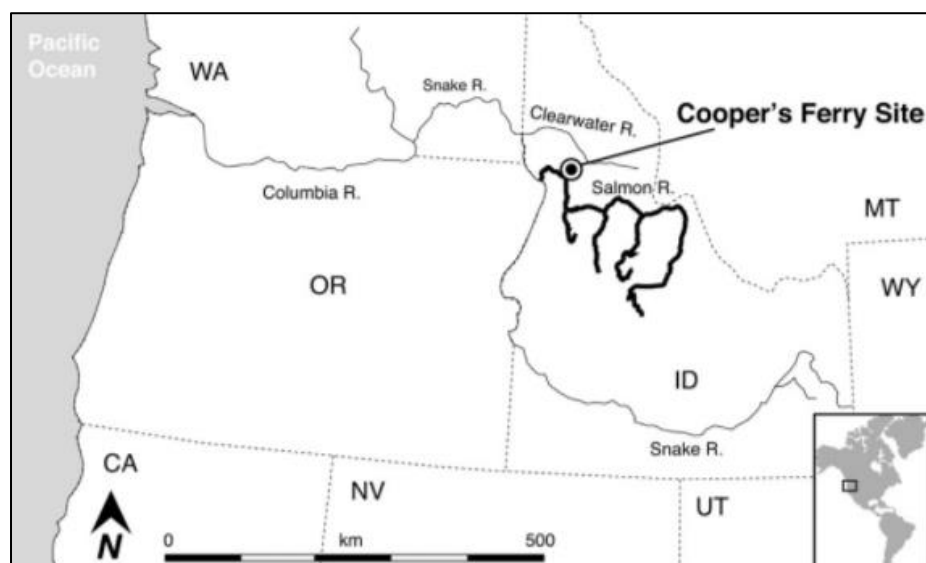 Pacific
Ocean
WA
Snake R.
Clearwater R.
Cooper's Ferry Site
Columbia R.
Salmon R.
MT
OR
WY
ID
Snake R.
CA
NV
UT
N
0
km
500